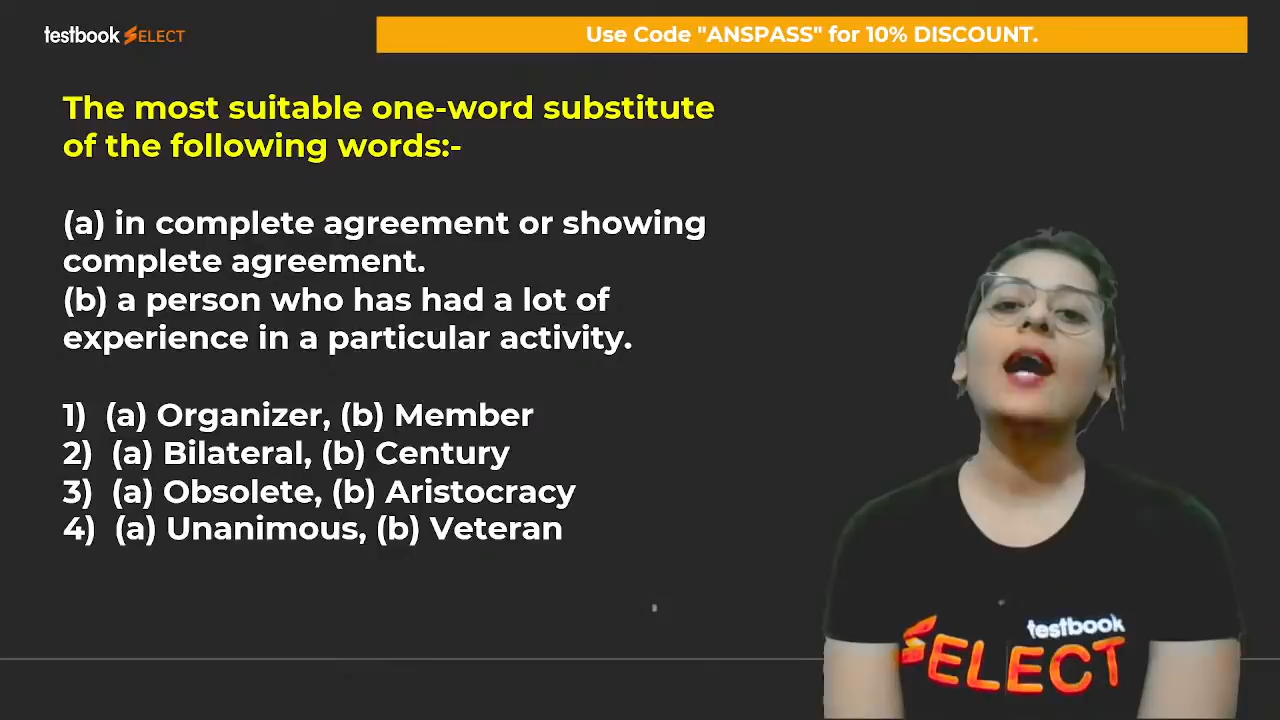 testbook SELECT
Use Code "ANSPASS" for 10% DISCOUNT.
The most suitable one-word substitute
of the following words:-
(a) in complete agreement or showing
complete agreement.
(b) a person who has had a lot of
experience in a particular activity.
1) (a) Organizer, (b) Member
2) (a) Bilateral, (b) Century
3) (a) Obsolete, (b) Aristocracy
4) (a) Unanimous, (b) Veteran
testbook
SELECT